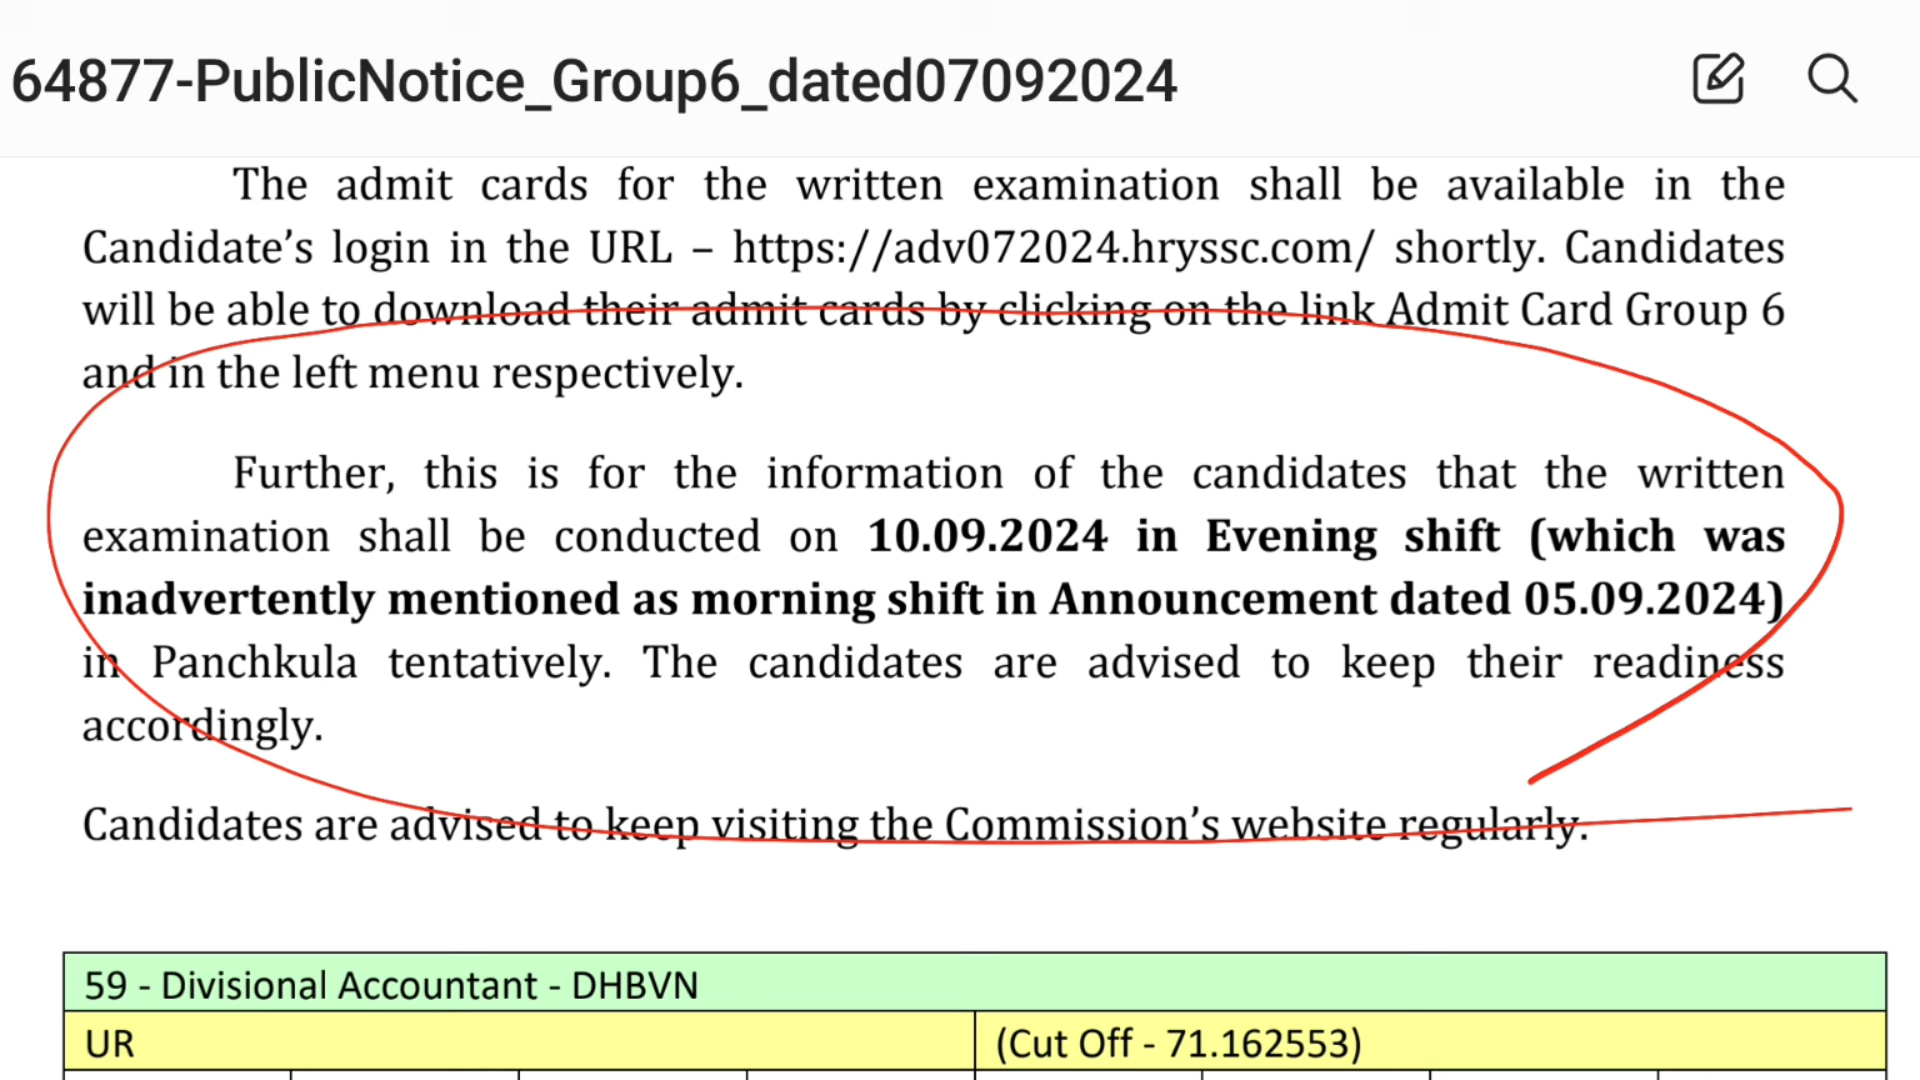 64877-PublicNotice_Group6_dated07092024
The admit cards for the written examination shall be available in the
Candidate’s login in the URL – https://adv072024.hryssc.com/ shortly. Candidates
will be able to download their admit cards by clicking on the link Admit Card Group 6
and in the left menu respectively.
Further, this is for the information of the candidates that the written
examination shall be conducted on 10.09.2024 in Evening shift (which was
inadvertently mentioned as morning shift in Announcement dated 05.09.2024)
in Panchkula tentatively. The candidates are advised to keep their readiness
accordingly.
Candidates are advised to keep visiting the Commission’s website regularly.
59 - Divisional Accountant - DHBVN
UR (Cut Off - 71.162553)